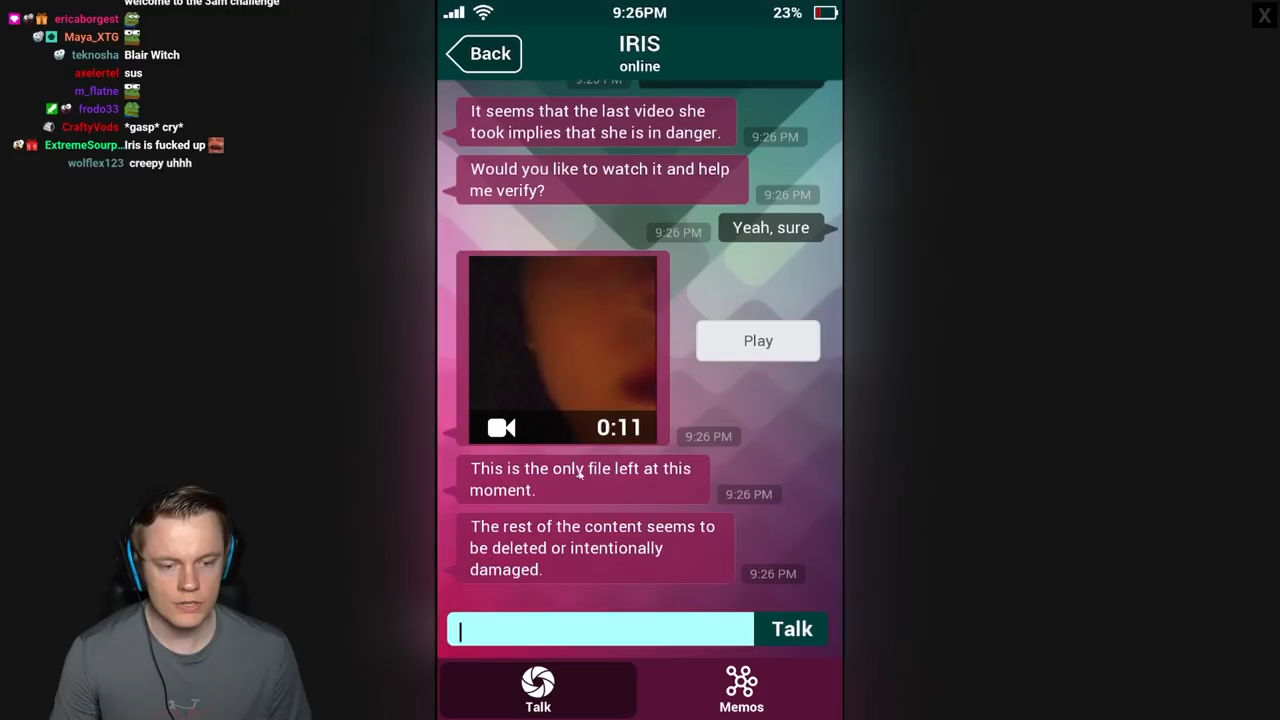 welcome to the 3am challenge
ericaborgest
Maya_XTG
teknosha Blair Witch
axelertel sus
m_flatne
frodo33
CraftyVods *gasp* cry*
ExtremeSourp...Iris is fucked up
wolflex123 creepy uhhh
9:26PM
23%
X
Back
IRIS
online
It seems that the last video she
took implies that she is in danger.
9:26 PM
Would you like to watch it and help
me verify?
9:26 PM
9:26 PM
Yeah, sure
Play
0:11
9:26 PM
This is the only file left at this
moment.
9:26 PM
The rest of the content seems to
be deleted or intentionally
damaged.
9:26 PM
Talk
Talk
Memos